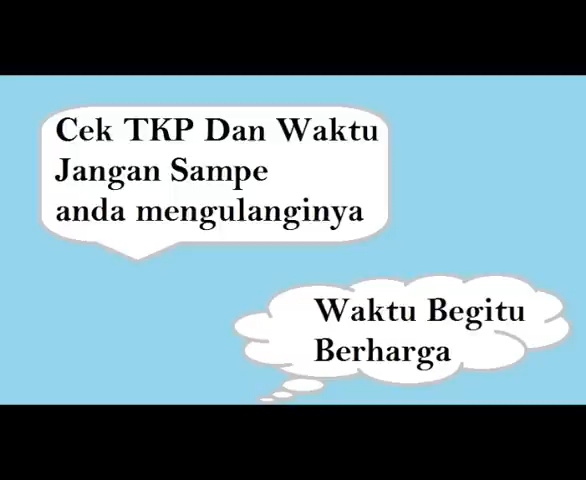 Cek TKP Dan Waktu
Jangan Sampe
anda mengulanginya
Waktu Begitu
Berharga